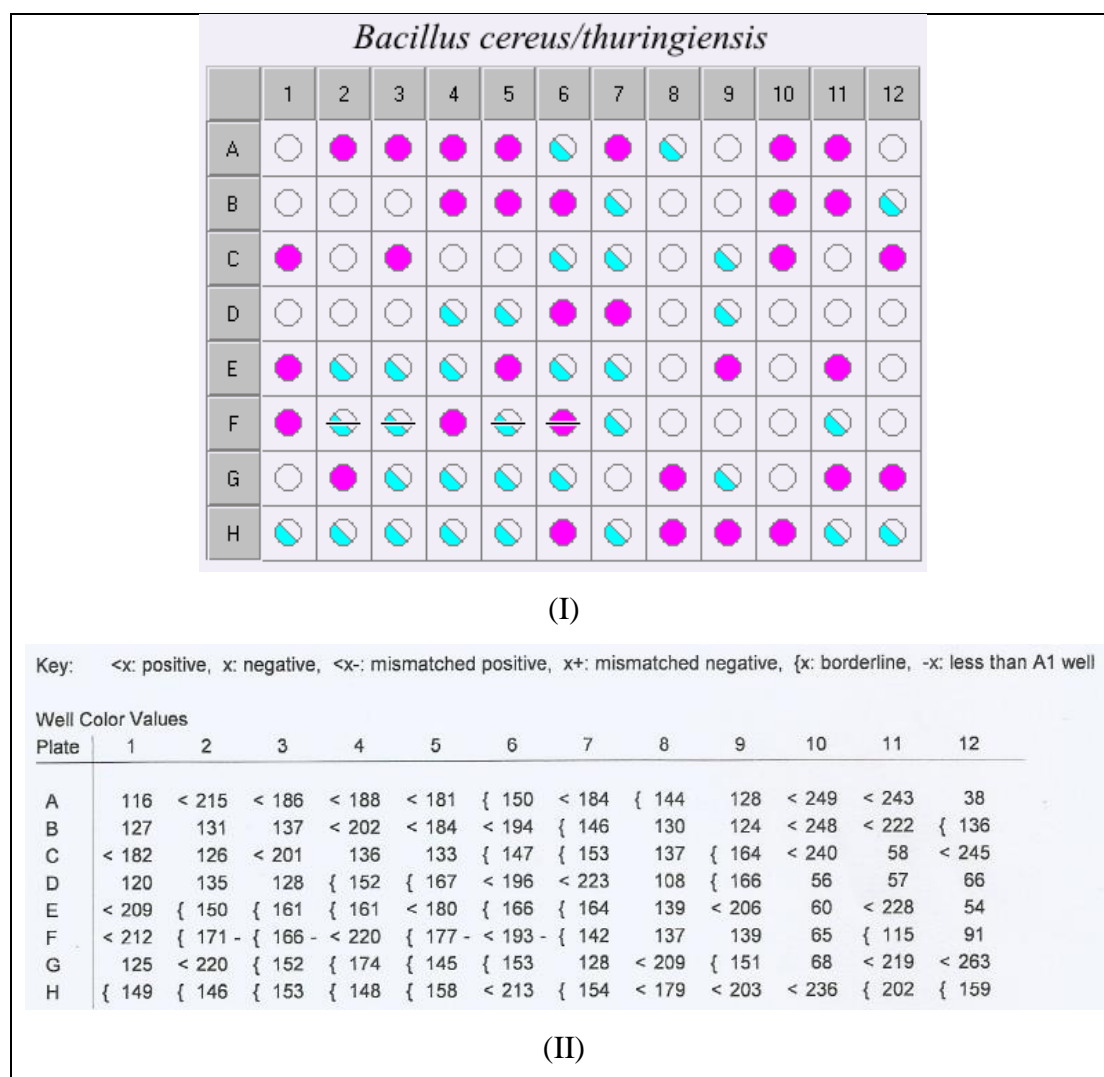 Bacillus cereus/thuringiensis
1 2 3 4 5 6 7 8 9 10 11 12
A
B
C
D
E
F
G
H
(I)
Key: <x: positive, x: negative, <x-: mismatched positive, x+: mismatched negative, {x: borderline, -x: less than A1 well
Well Color Values
Plate 1 2 3 4 5 6 7 8 9 10 11 12
A 116 < 215 < 186 < 188 < 181 { 150 < 184 { 144 128 < 249 < 243 38
B 127 131 137 < 202 < 184 < 194 { 146 130 124 < 248 < 222 { 136
C < 182 126 < 201 136 133 { 147 { 153 137 { 164 < 240 58 < 245
D 120 135 128 { 152 { 167 < 196 < 223 108 { 166 56 57 66
E < 209 { 150 { 161 { 161 < 180 { 166 { 164 139 < 206 60 < 228 54
F < 212 { 171 - { 166 - < 220 { 177 - < 193 - { 142 137 139 65 { 115 91
G 125 < 220 { 152 { 174 { 145 { 153 128 < 209 { 151 68 < 219 < 263
H { 149 { 146 { 153 { 148 { 158 < 213 { 154 < 179 < 203 < 236 { 202 { 159
(II)